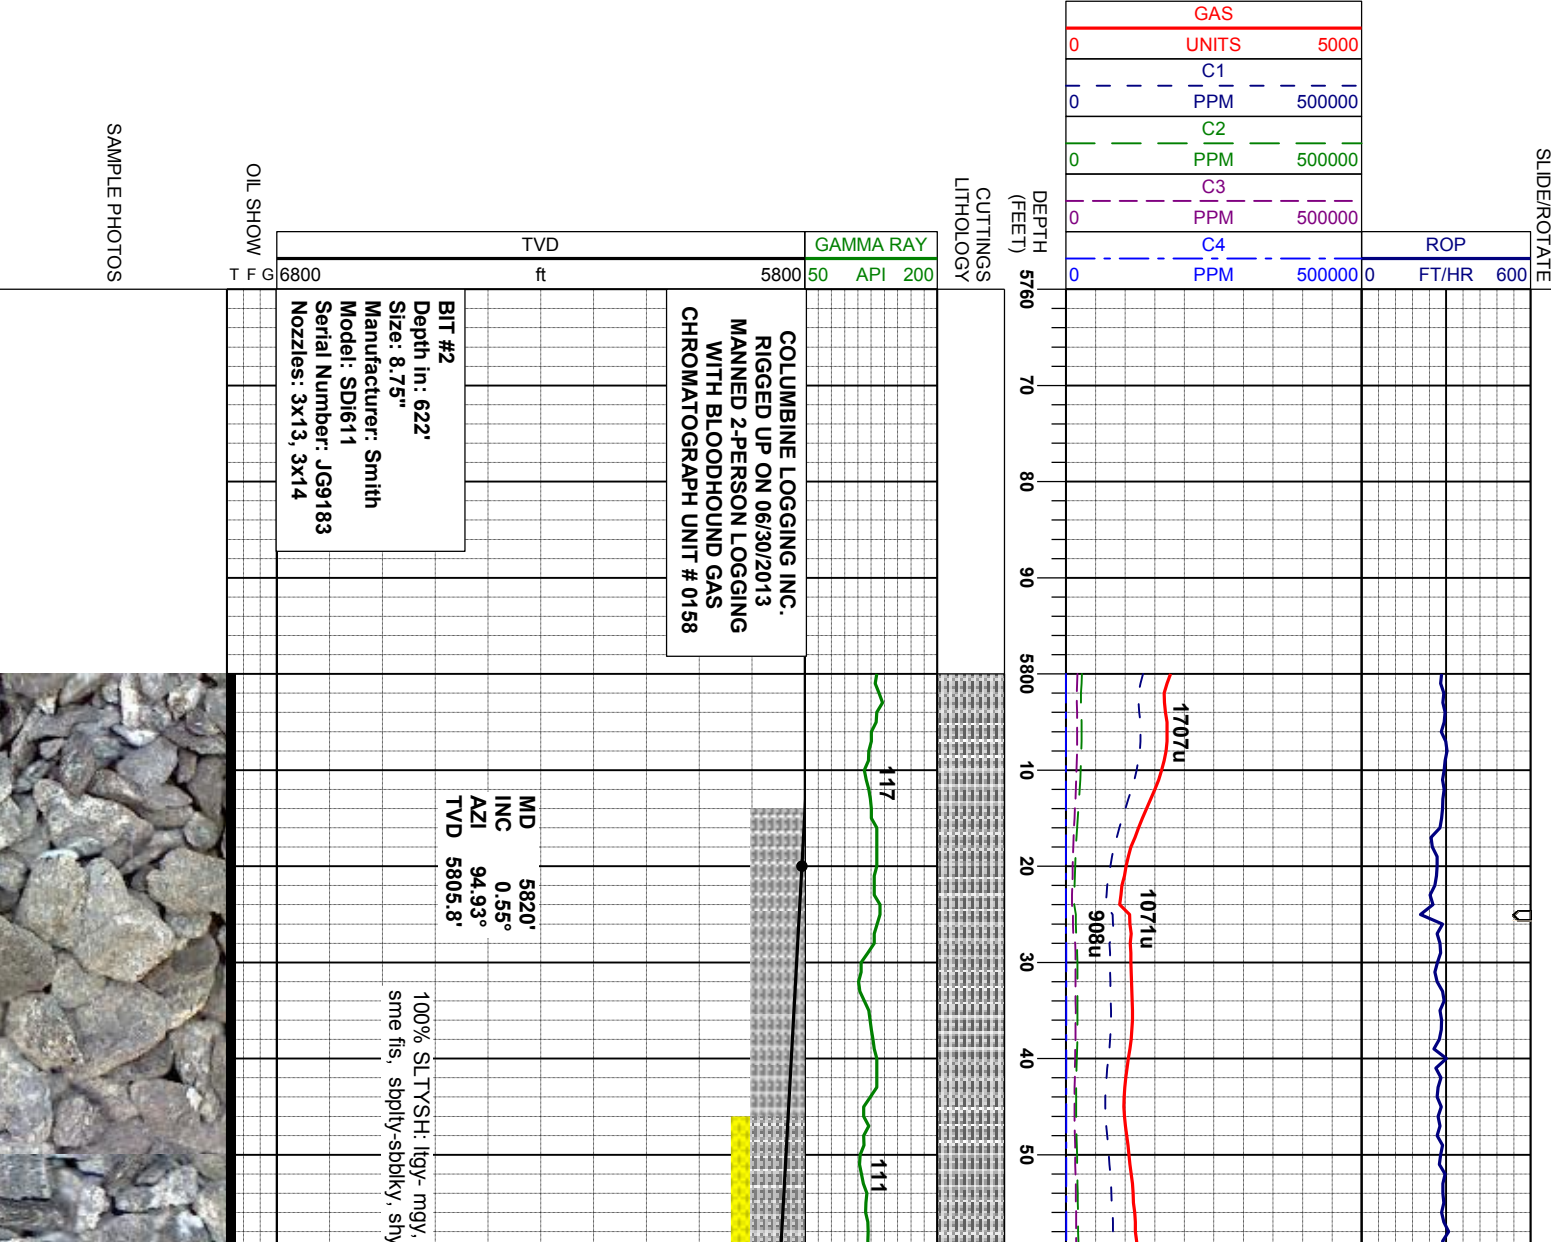 GAS
0 UNITS 5000
C1
0 PPM 500000
C2
0 PPM 500000
C3
0 PPM 500000
C4
0 PPM 500000
ROP
0 FT/HR 600
SLIDE/ROTATE
DEPTH
(FEET)
CUTTINGS
LITHOLOGY
GAMMA RAY
50 API 200
TVD
6800 ft 5800
OIL SHOW
T F G
SAMPLE PHOTOS
5760
70
80
90
5800
10
20
30
40
50
COLUMBINE LOGGING INC.
RIGGED UP ON 06/30/2013
MANNED 2-PERSON LOGGING
WITH BLOODHOUND GAS
CHROMATOGRAPH UNIT # 0158
BIT #2
Depth in: 622'
Size: 8.75"
Manufacturer: Smith
Model: SDi611
Serial Number: JG9183
Nozzles: 3x13, 3x14
1707u
1071u
908u
117
111
MD 5820'
INC 0.55°
AZI 94.93°
TVD 5805.8'
100% SLTYSH: ltgy- mgy,
sme fis, sbplty-sbblky, shy